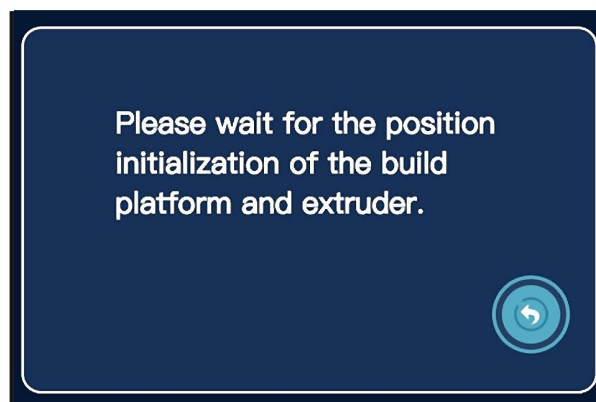 Please wait for the position
initialization of the build
platform and extruder.